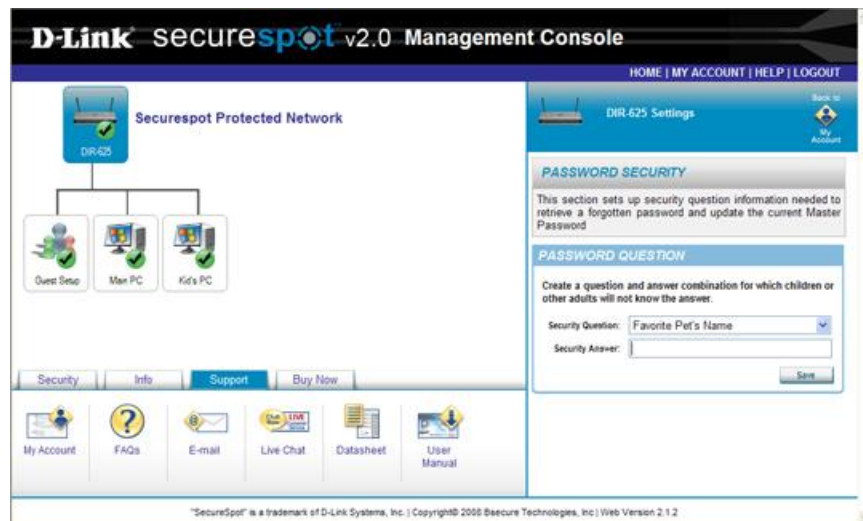 D-Link securespot v2.0 Management Console
HOME | MY ACCOUNT | HELP | LOGOUT
DIR-625
Securespot Protected Network
Guest Setup
Main PC
Kid's PC
DIR-625 Settings
Back to
My
Account
PASSWORD SECURITY
This section sets up security question information needed to
retrieve a forgotten password and update the current Master
Password
PASSWORD QUESTION
Create a question and answer combination for which children or
other adults will not know the answer.
Security Question: Favorite Pet's Name
Security Answer:
Save
Security Info Support Buy Now
My Account
FAQs
E-mail
LIVE
Live Chat
Datasheet
User
Manual
"SecureSpot" is a trademark of D-Link Systems, Inc. | Copyright© 2008 Bsecure Technologies, Inc | Web Version 2.1.2